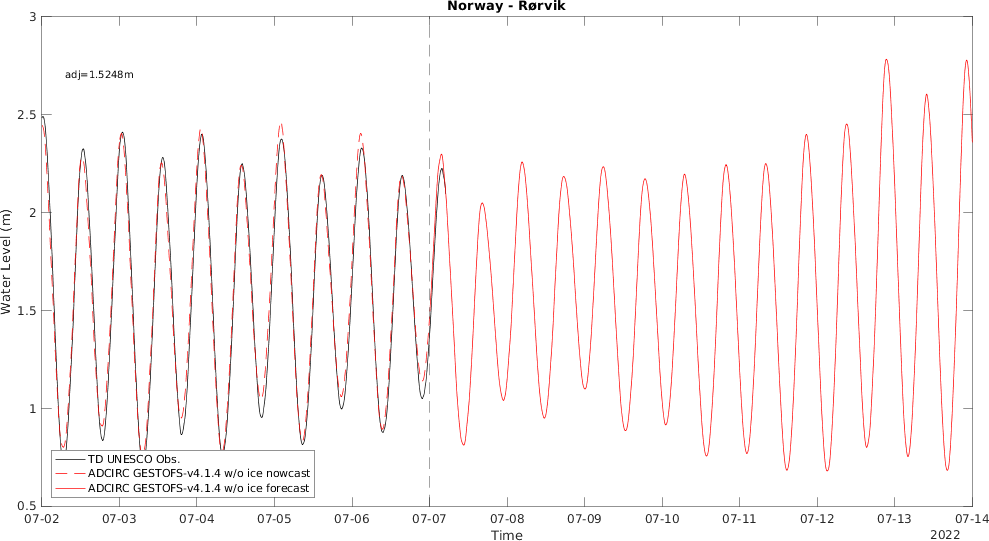 Norway - Rørvik
3
adj=1.5248m
2.5
2
Water Level (m)
1.5
1
TD UNESCO Obs.
ADCIRC GESTOFS-v4.1.4 w/o ice nowcast
ADCIRC GESTOFS-v4.1.4 w/o ice forecast
0.5
07-02 07-03 07-04 07-05 07-06 07-07 07-08 07-09 07-10 07-11 07-12 07-13 07-14
Time
2022